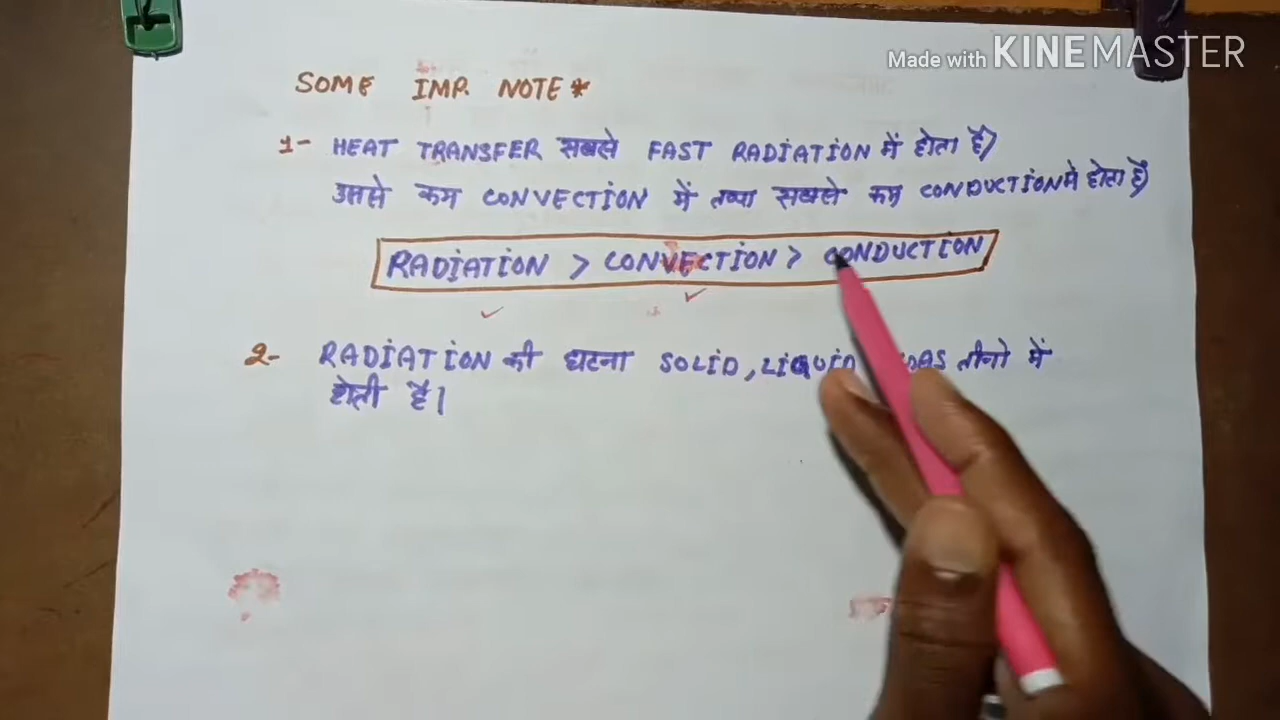 Made with KINEMASTER
SOME IMP. NOTE*
1- HEAT TRANSFER सबसे FAST RADIATION में होता है)
उससे कम CONVECTION में तथा सबसे कम CONDUCTION मे होता है)
RADIATION > CONVECTION > CONDUCTION
2- RADIATION की घटना SOLID, LIQUID GAS तीनो में
होती है।